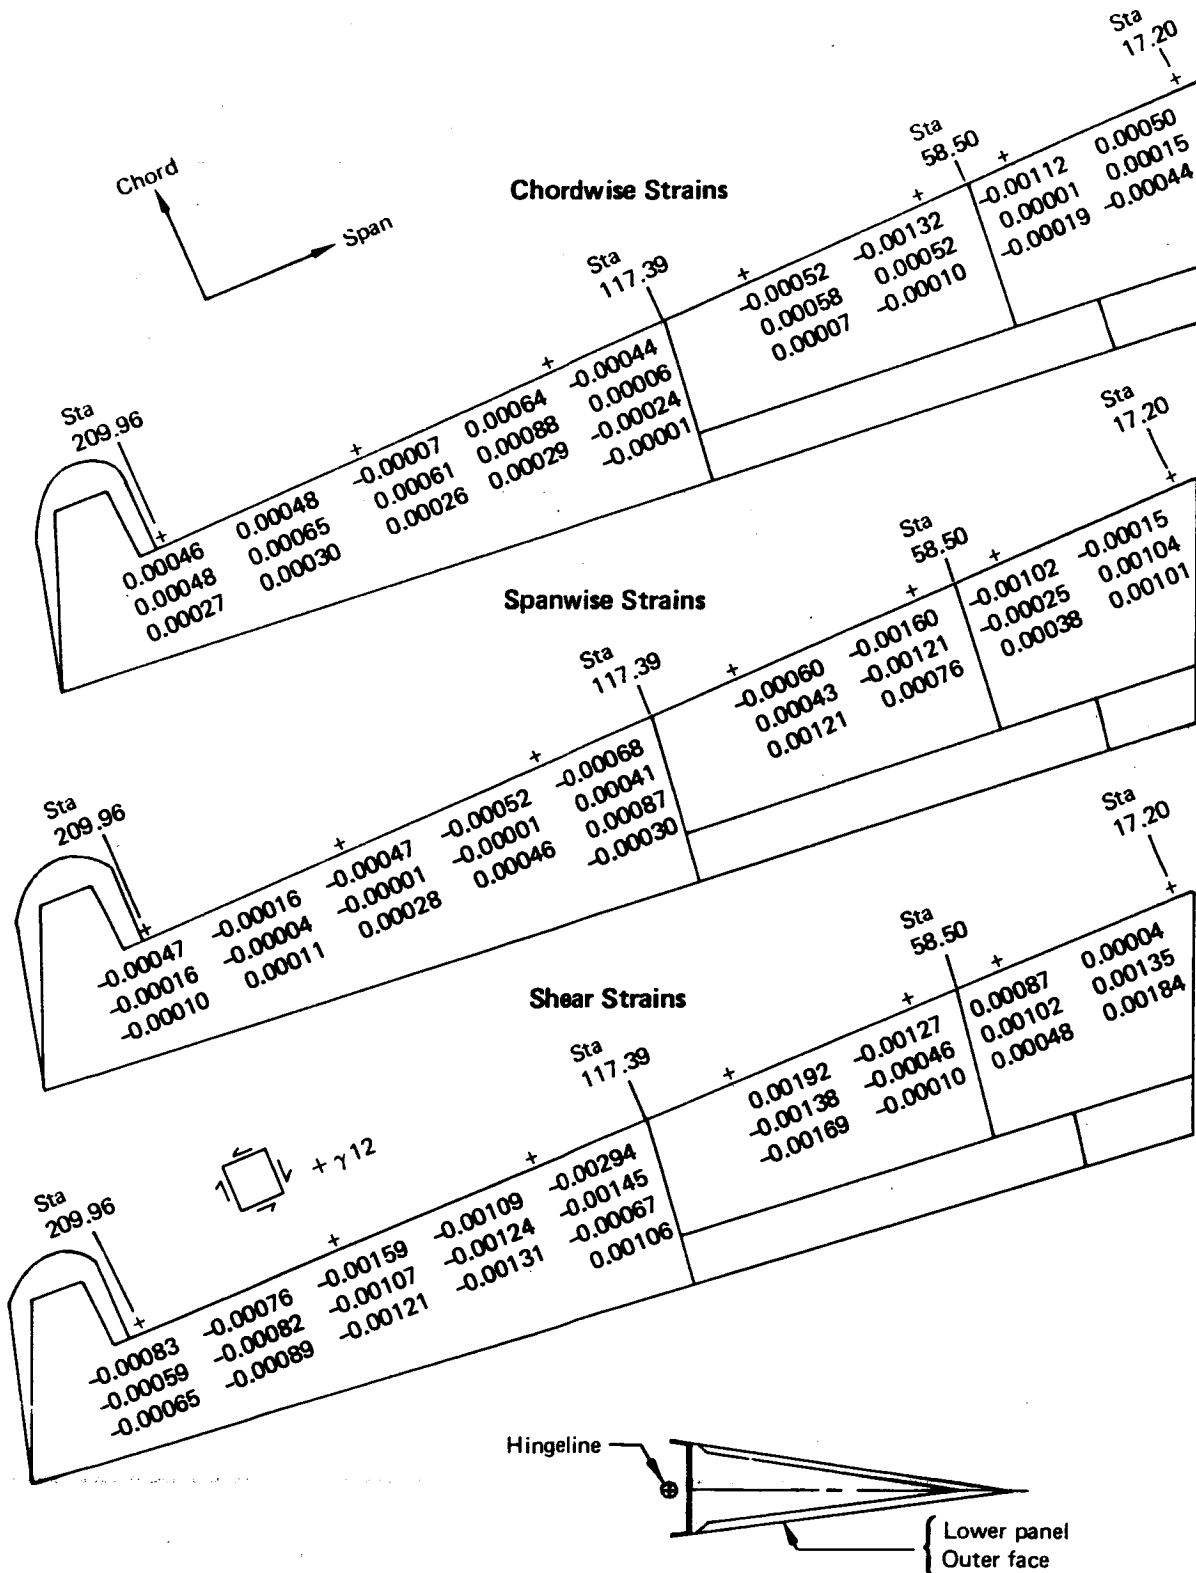 Chord
Span
Chordwise Strains
Sta
209.96
Sta
117.39
Sta
58.50
Sta
17.20
0.00046 0.00048 -0.00007 0.00064 -0.00044
0.00048 0.00065 0.00061 0.00088 0.00006
0.00027 0.00030 0.00026 0.00029 -0.00024
-0.00001
-0.00052 -0.00132
0.00058 0.00052
0.00007 -0.00010
-0.00112 0.00050
0.00001 0.00015
-0.00019 -0.00044
Spanwise Strains
Sta
209.96
Sta
117.39
Sta
58.50
Sta
17.20
-0.00047 -0.00016 -0.00047 -0.00052 -0.00068
-0.00016 -0.00004 -0.00001 -0.00001 0.00041
-0.00010 0.00011 0.00028 0.00046 0.00087
-0.00030
-0.00060 -0.00160
0.00043 -0.00121
0.00121 0.00076
-0.00102 -0.00015
-0.00025 0.00104
0.00038 0.00101
Shear Strains
+ γ12
Sta
209.96
Sta
117.39
Sta
58.50
Sta
17.20
-0.00083 -0.00076 -0.00159 -0.00109 -0.00294
-0.00059 -0.00082 -0.00107 -0.00124 -0.00145
-0.00065 -0.00089 -0.00121 -0.00131 -0.00067
0.00106
0.00192 -0.00127
-0.00138 -0.00046
-0.00169 -0.00010
0.00087 0.00004
0.00102 0.00135
0.00048 0.00184
Hingeline
Lower panel
Outer face